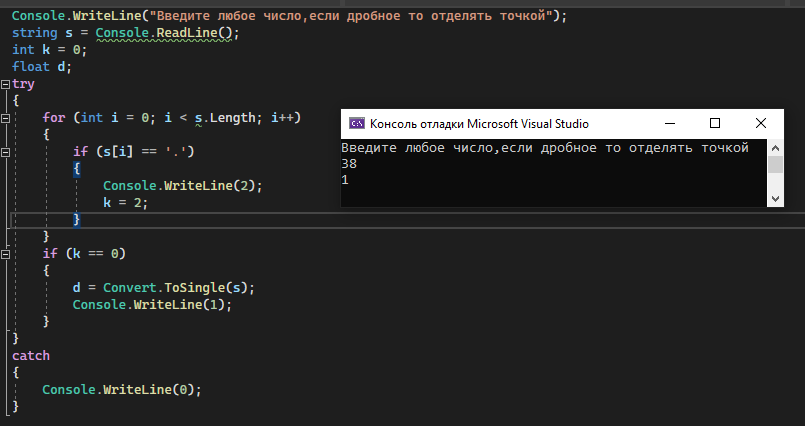 Console.WriteLine("Введите любое число,если дробное то отделять точкой");
string s = Console.ReadLine();
int k = 0;
float d;
try
{
for (int i = 0; i < s.Length; i++)
{
if (s[i] == '.')
{
Console.WriteLine(2);
k = 2;
}
}
if (k == 0)
{
d = Convert.ToSingle(s);
Console.WriteLine(1);
}
}
catch
{
Console.WriteLine(0);
}
C:\ Консоль отладки Microsoft Visual Studio
Введите любое число,если дробное то отделять точкой
38
1